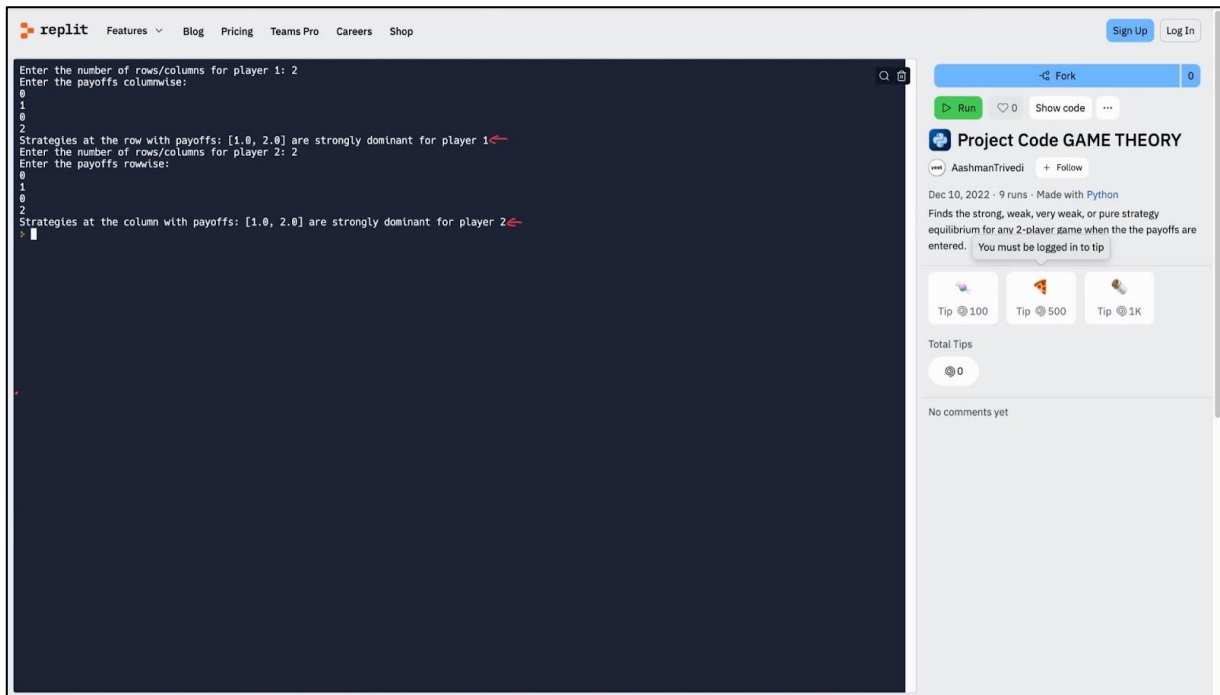 replit Features Blog Pricing Teams Pro Careers Shop Sign Up Log In
Enter the number of rows/columns for player 1: 2
Enter the payoffs columnwise:
0
1
0
2
Strategies at the row with payoffs: [1.0, 2.0] are strongly dominant for player 1
Enter the number of rows/columns for player 2: 2
Enter the payoffs rowwise:
0
1
0
2
Strategies at the column with payoffs: [1.0, 2.0] are strongly dominant for player 2
Fork 0
Run 0 Show code ...
Project Code GAME THEORY
yeet AashmanTrivedi + Follow
Dec 10, 2022 · 9 runs · Made with Python
Finds the strong, weak, very weak, or pure strategy
equilibrium for any 2-player game when the the payoffs are
entered. You must be logged in to tip
Tip 100 Tip 500 Tip 1K
Total Tips
0
No comments yet